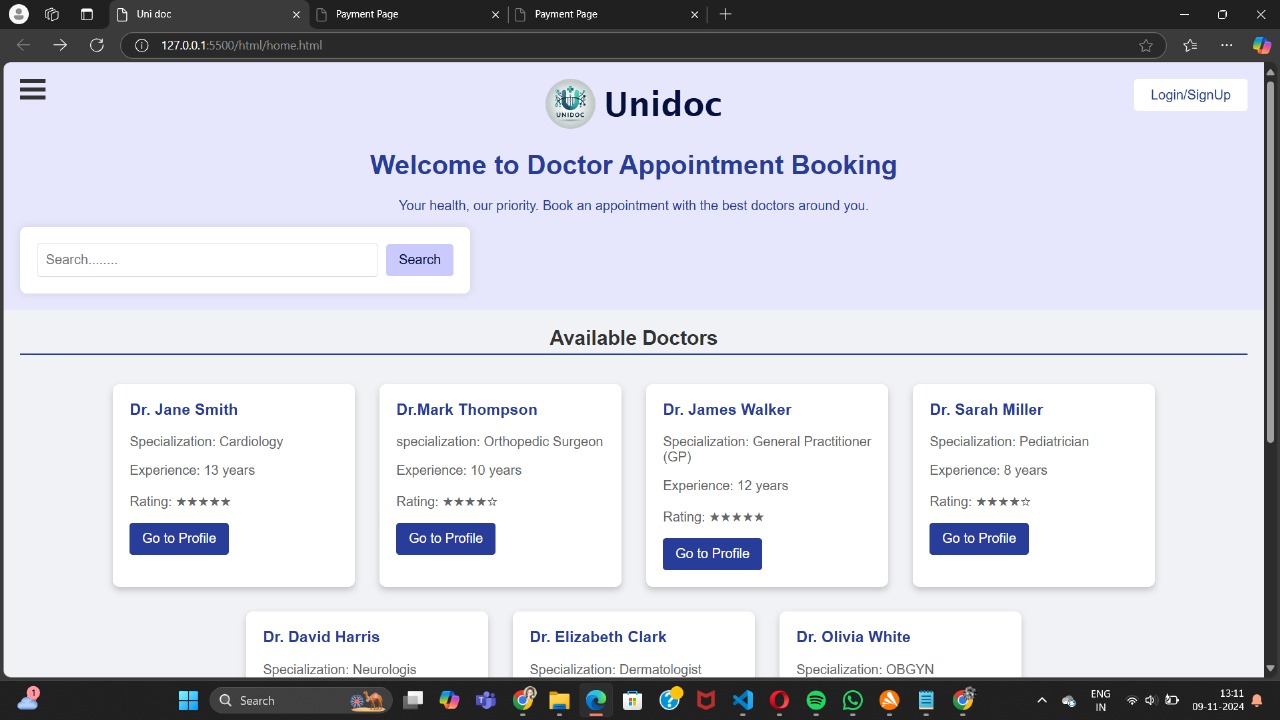 Uni doc
Payment Page
Payment Page
127.0.0.1:5500/html/home.html
UNIDOC
Unidoc
Login/SignUp
Welcome to Doctor Appointment Booking
Your health, our priority. Book an appointment with the best doctors around you.
Search........
Search
Available Doctors
Dr. Jane Smith
Specialization: Cardiology
Experience: 13 years
Rating: ★★★★★
Go to Profile
Dr.Mark Thompson
specialization: Orthopedic Surgeon
Experience: 10 years
Rating: ★★★★☆
Go to Profile
Dr. James Walker
Specialization: General Practitioner
(GP)
Experience: 12 years
Rating: ★★★★★
Go to Profile
Dr. Sarah Miller
Specialization: Pediatrician
Experience: 8 years
Rating: ★★★★☆
Go to Profile
Dr. David Harris
Specialization: Neurologis
Dr. Elizabeth Clark
Specialization: Dermatologist
Dr. Olivia White
Specialization: OBGYN
1
Search
ENG
IN
13:11
09-11-2024